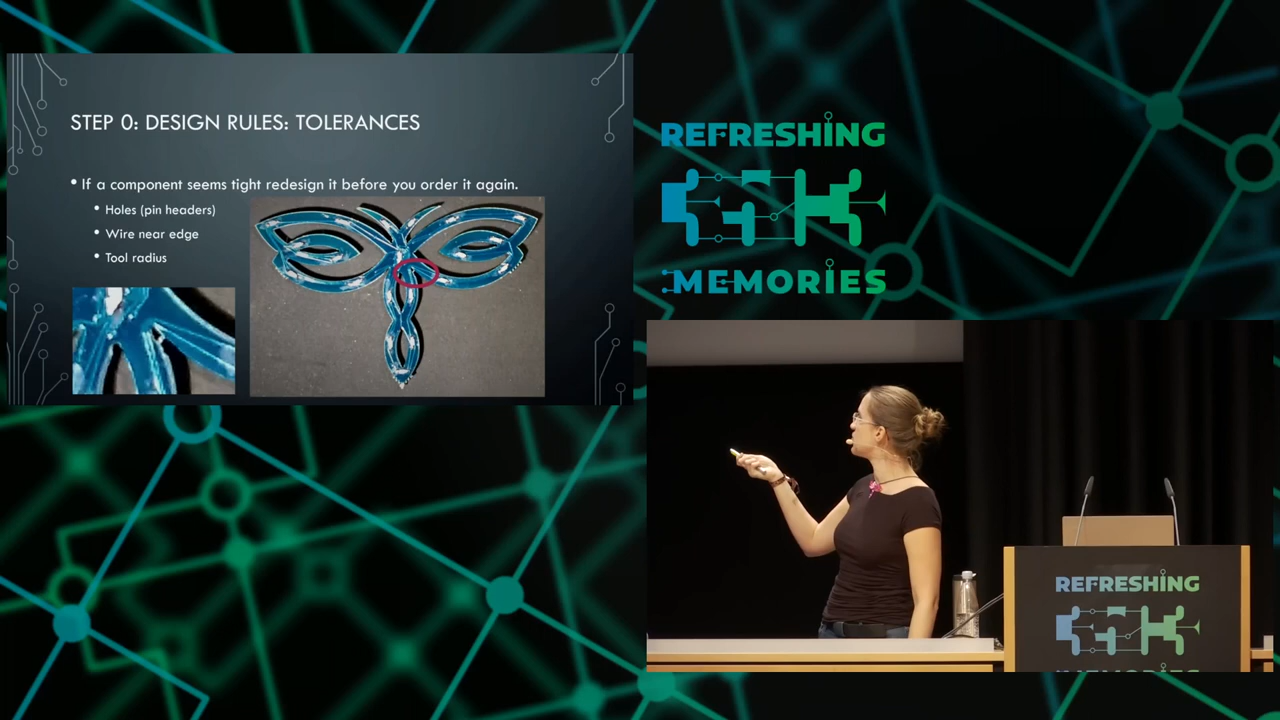 STEP 0: DESIGN RULES: TOLERANCES
• If a component seems tight redesign it before you order it again.
• Holes (pin headers)
• Wire near edge
• Tool radius
REFRESHING
MEMORIES
REFRESHING
MEMORIES